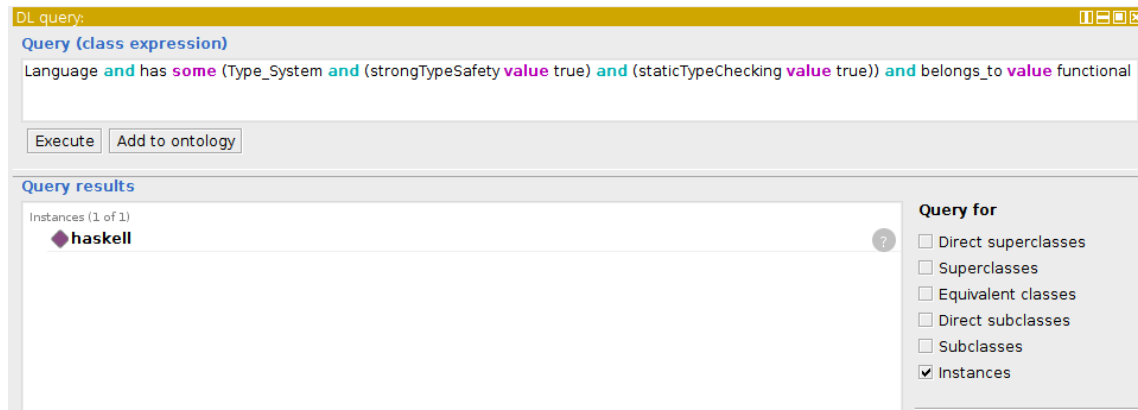 DL query:
Query (class expression)
Language and has some (Type_System and (strongTypeSafety value true) and (staticTypeChecking value true)) and belongs_to value functional
Execute Add to ontology
Query results
Instances (1 of 1)
haskell
?
Query for
Direct superclasses
Superclasses
Equivalent classes
Direct subclasses
Subclasses
Instances